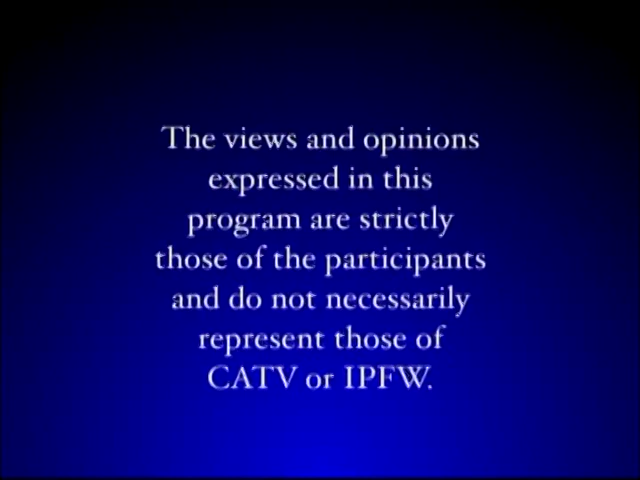 The views and opinions
expressed in this
program are strictly
those of the participants
and do not necessarily
represent those of
CATV or IPFW.